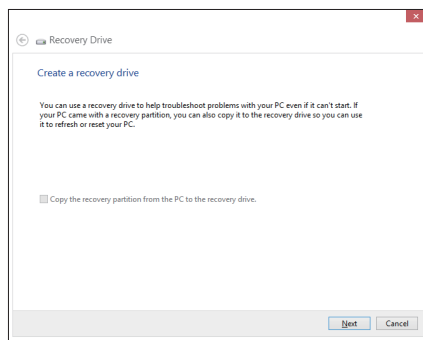 Recovery Drive
Create a recovery drive
You can use a recovery drive to help troubleshoot problems with your PC even if it can't start. If
your PC came with a recovery partition, you can also copy it to the recovery drive so you can use
it to refresh or reset your PC.
Copy the recovery partition from the PC to the recovery drive.
Next Cancel